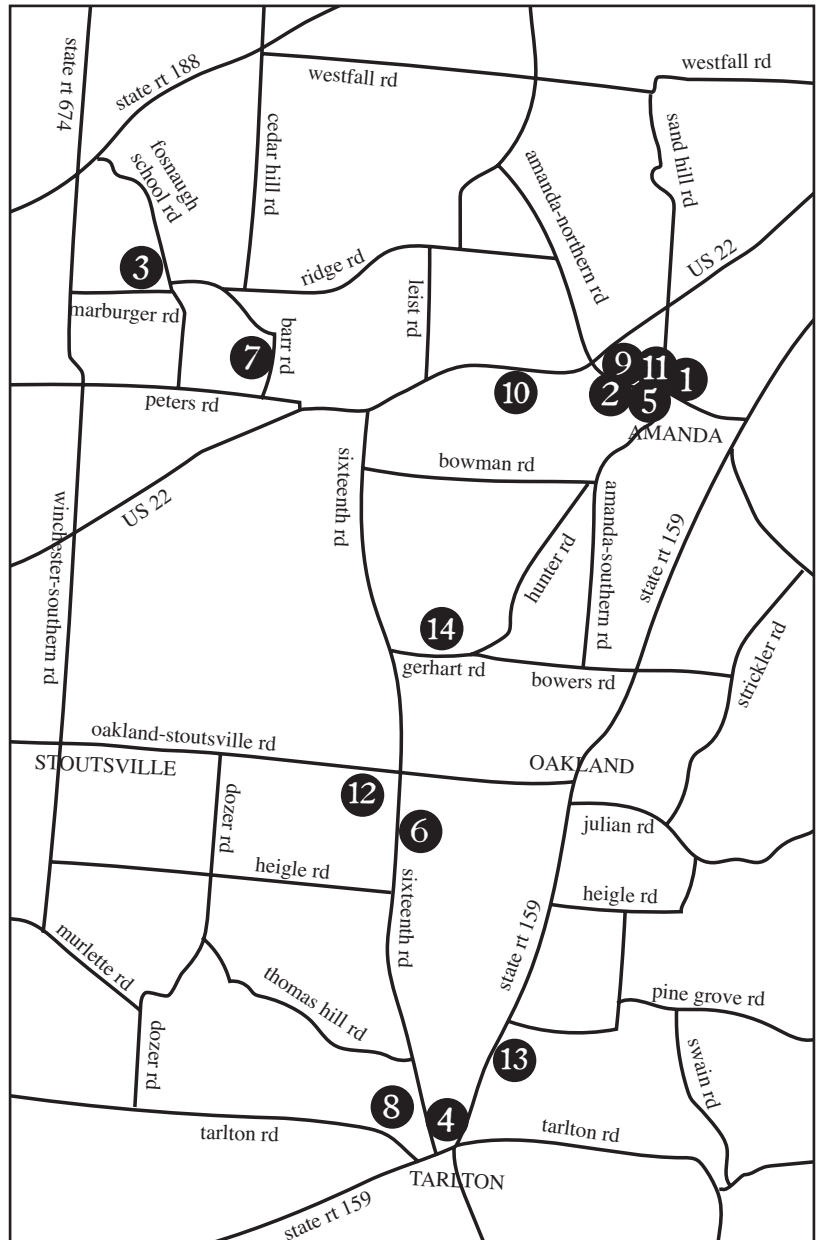 state rt 674
state rt 188
westfall rd
westfall rd
fosnaugh
school rd
cedar hill rd
amanda-northern rd
sand hill rd
US 22
3
ridge rd
marburger rd
leist rd
7
barr rd
9
11
1
2
5
10
peters rd
AMANDA
sixteenth rd
bowman rd
US 22
winchester-southern rd
hunter rd
amanda-southern rd
state rt 159
14
gerhart rd
bowers rd
strickler rd
oakland-stoutsville rd
STOUTSVILLE
OAKLAND
12
dozer rd
6
julian rd
heigle rd
sixteenth rd
heigle rd
state rt 159
murlette rd
thomas hill rd
pine grove rd
dozer rd
13
swain rd
8
4
tarlton rd
tarlton rd
TARLTON
state rt 159